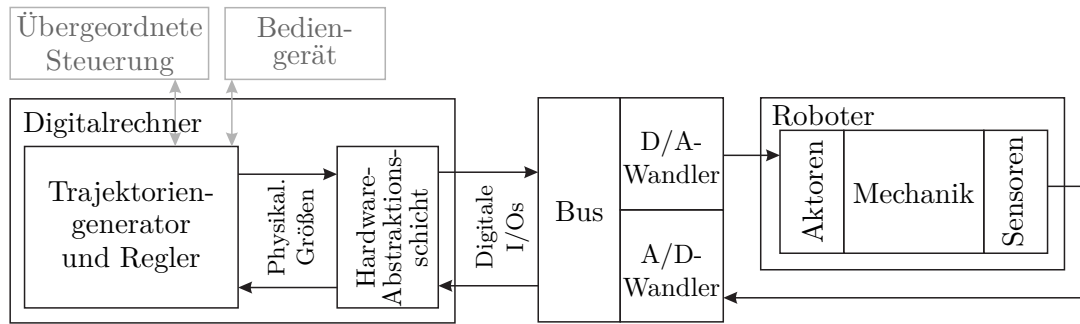 Übergeordnete
Steuerung
Bedien-
gerät
Digitalrechner
Trajektorien-
generator
und Regler
Physikal.
Größen
Hardware-
Abstraktions-
schicht
Digitale
I/Os
Bus
D/A-
Wandler
A/D-
Wandler
Roboter
Aktoren
Mechanik
Sensoren